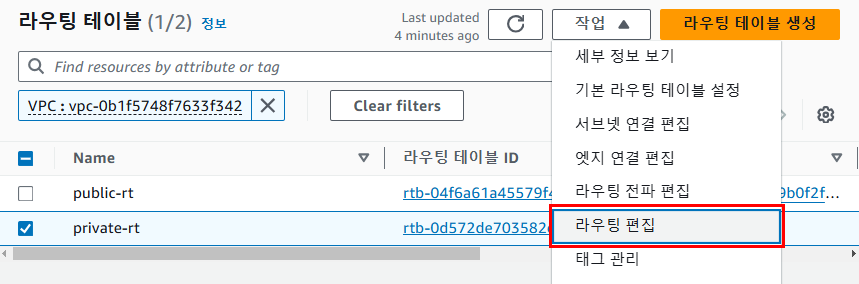 라우팅 테이블 (1/2) 정보
Last updated
4 minutes ago
작업
라우팅 테이블 생성
Find resources by attribute or tag
VPC : vpc-0b1f5748f7633f342
Clear filters
세부 정보 보기
기본 라우팅 테이블 설정
서브넷 연결 편집
엣지 연결 편집
라우팅 전파 편집
라우팅 편집
태그 관리
Name
라우팅 테이블 ID
public-rt
rtb-04f6a61a45579f4
9b0f2f...
private-rt
rtb-0d572de703582